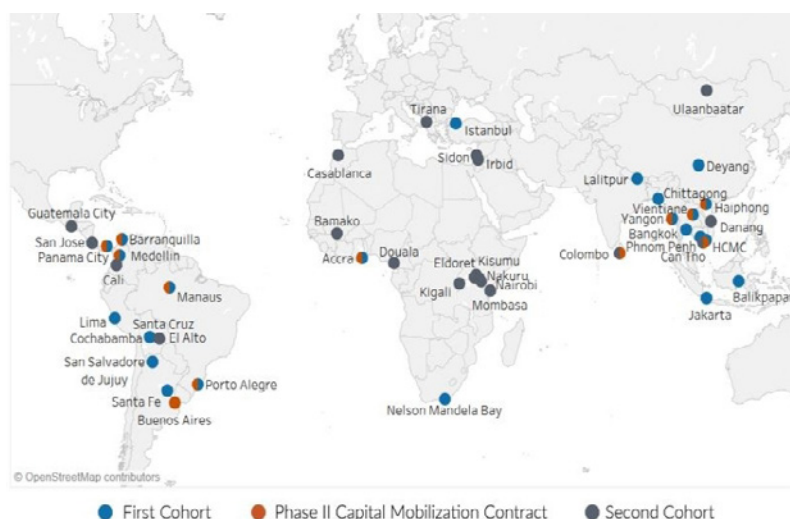 Tirana
Istanbul
Ulaanbaatar
Casablanca
Sidon
Irbid
Lalitpur
Deyang
Chittagong
Guatemala City
Vientiane
Haiphong
Yangon
Bamako
San Jose
Barranquilla
Bangkok
Danang
Panama City
Medellin
Accra
Douala
Eldoret
Kisumu
Colombo
Phnom Penh
HCMC
Can Tho
Nakuru
Cali
Kigali
Nairobi
Manaus
Mombasa
Balikpapan
Lima
Santa Cruz
Jakarta
Cochabamba
El Alto
San Salvadore
de Jujuy
Porto Alegre
Santa Fe
Nelson Mandela Bay
Buenos Aires
© OpenStreetMap contributors
First Cohort
Phase II Capital Mobilization Contract
Second Cohort